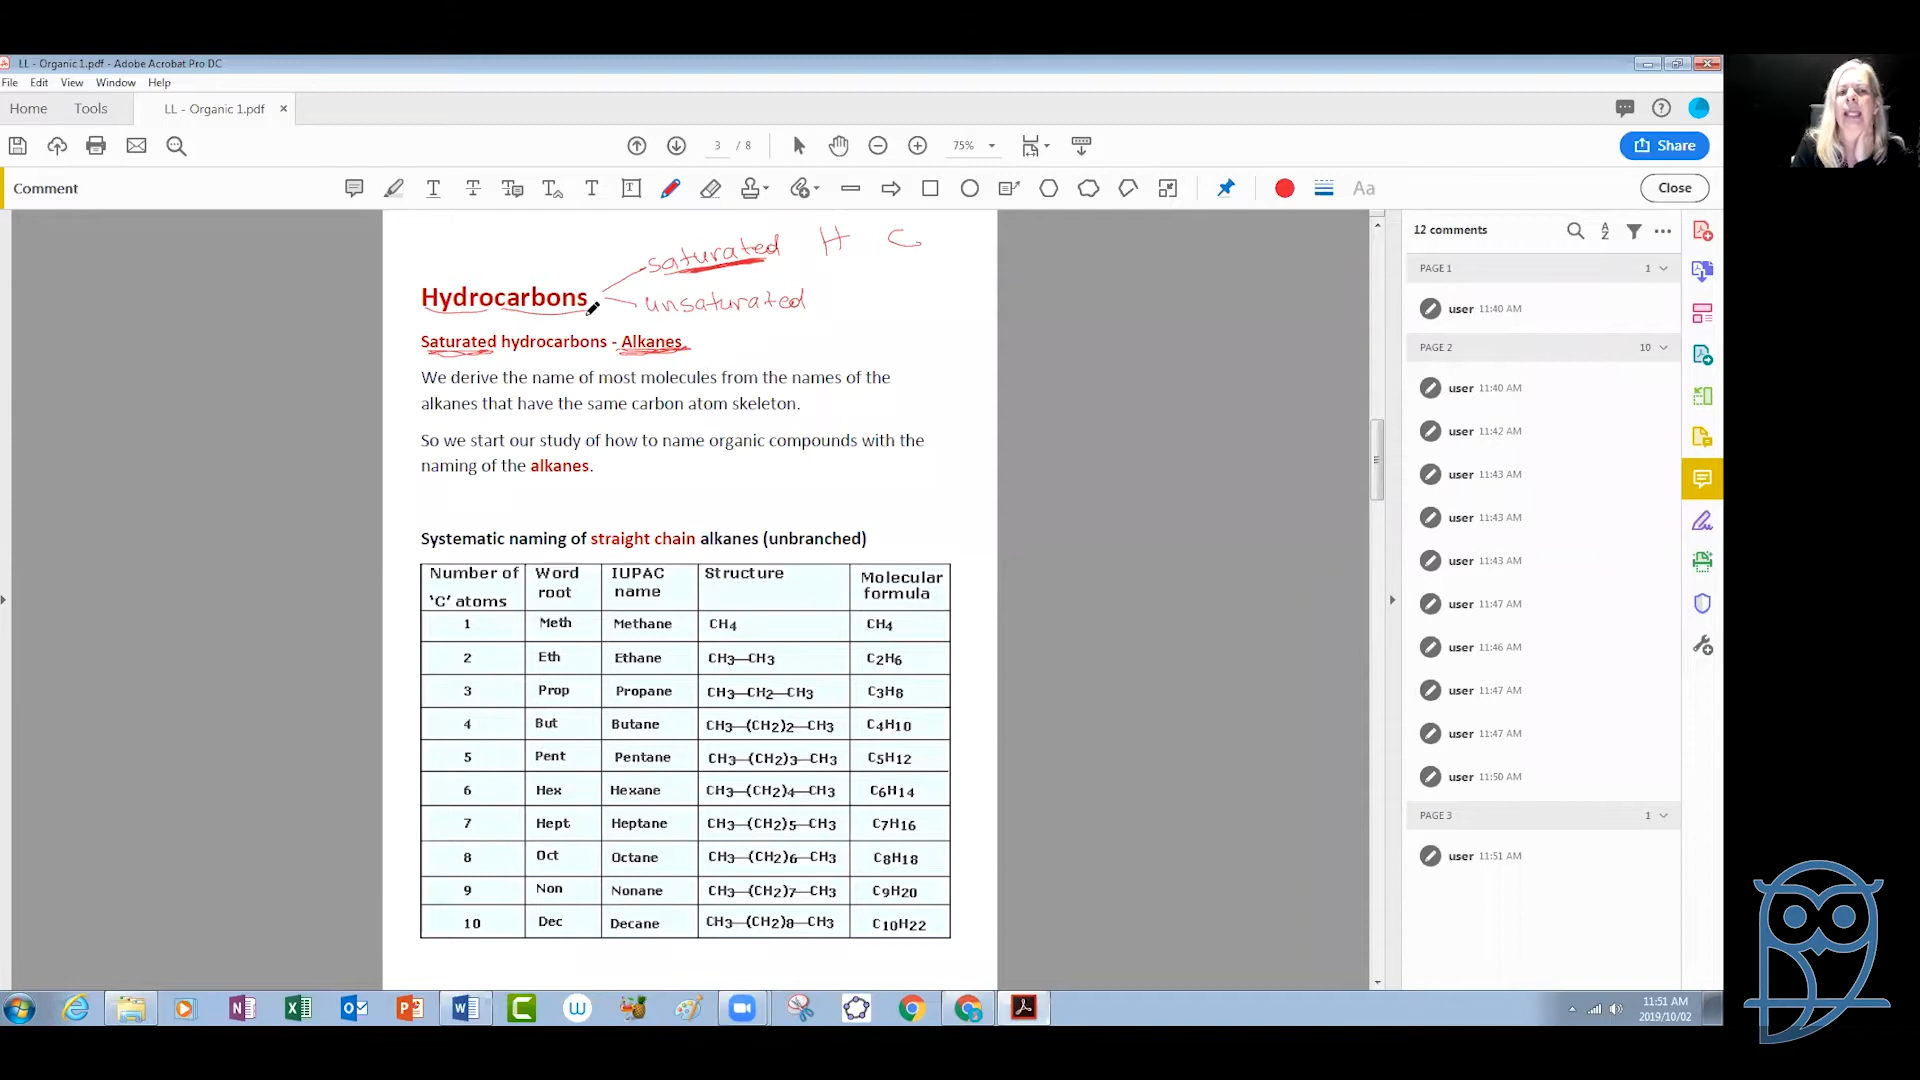 LL - Organic 1.pdf - Adobe Acrobat Pro DC
File Edit View Window Help
Home Tools LL - Organic 1.pdf ×
3 / 8 75% Share
Comment Aa Close
saturated H C
Hydrocarbons
unsaturated
Saturated hydrocarbons - Alkanes
We derive the name of most molecules from the names of the
alkanes that have the same carbon atom skeleton.
So we start our study of how to name organic compounds with the
naming of the alkanes.
Systematic naming of straight chain alkanes (unbranched)
Number of 'C' atoms Word root IUPAC name Structure Molecular formula
1 Meth Methane CH4 CH4
2 Eth Ethane CH3—CH3 C2H6
3 Prop Propane CH3—CH2—CH3 C3H8
4 But Butane CH3—(CH2)2—CH3 C4H10
5 Pent Pentane CH3—(CH2)3—CH3 C5H12
6 Hex Hexane CH3—(CH2)4—CH3 C6H14
7 Hept Heptane CH3—(CH2)5—CH3 C7H16
8 Oct Octane CH3—(CH2)6—CH3 C8H18
9 Non Nonane CH3—(CH2)7—CH3 C9H20
10 Dec Decane CH3—(CH2)8—CH3 C10H22
12 comments
PAGE 1 1
user 11:40 AM
PAGE 2 10
user 11:40 AM
user 11:42 AM
user 11:43 AM
user 11:43 AM
user 11:43 AM
user 11:47 AM
user 11:46 AM
user 11:47 AM
user 11:47 AM
user 11:50 AM
PAGE 3 1
user 11:51 AM
11:51 AM
2019/10/02